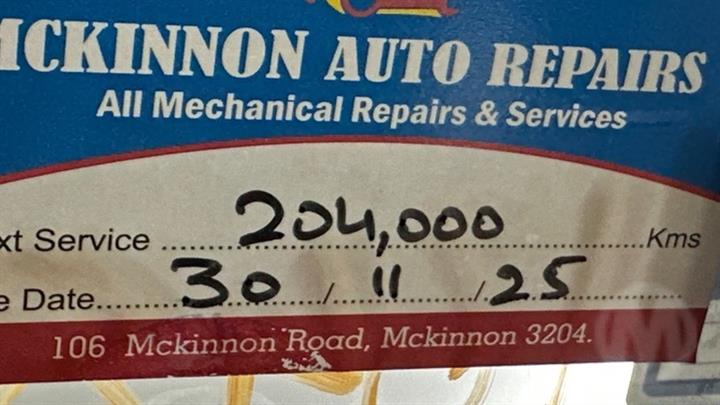 MCKINNON AUTO REPAIRS
All Mechanical Repairs & Services
xt Service ........ 204,000 ........ Kms
e Date........ 30 ..../.... 11 ..../.. 25 ........
106 Mckinnon Road, Mckinnon 3204.